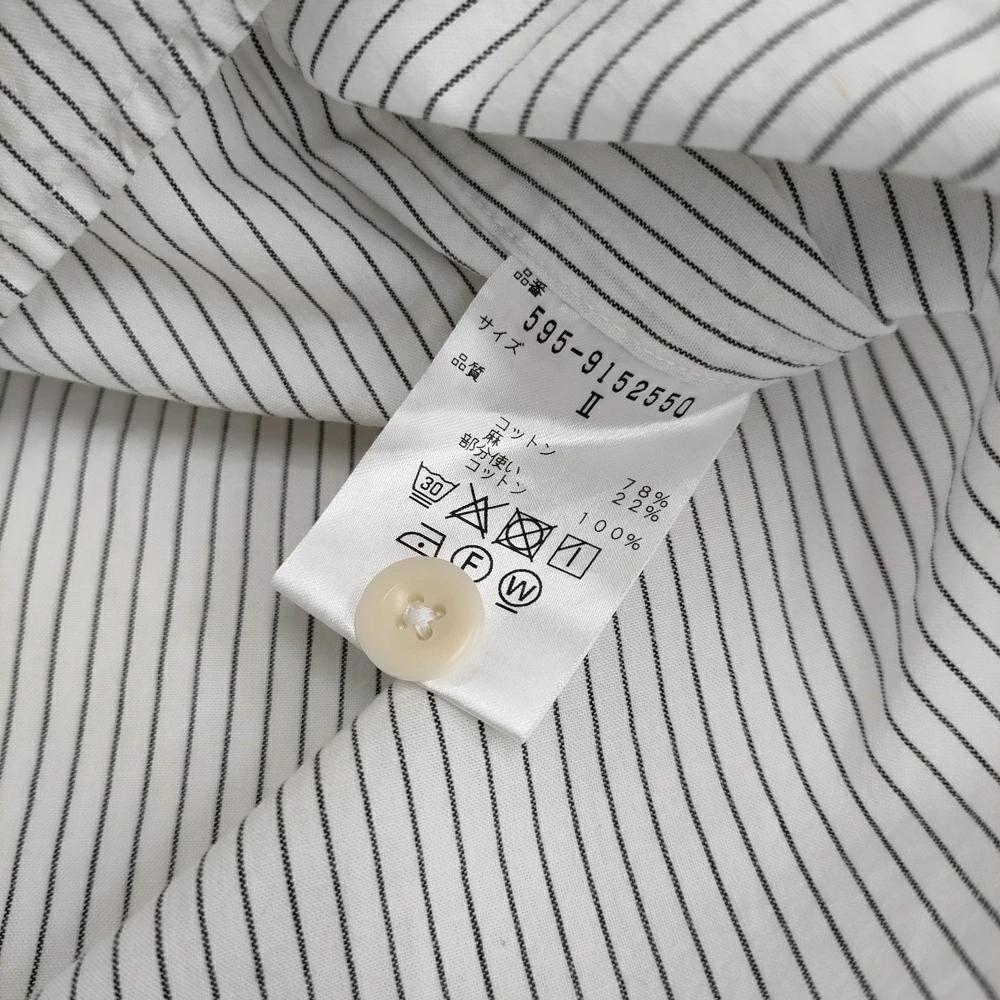 品番
595-9152550
サイズ
Ⅱ
品質
コットン 78%
麻 22%
部分使い
コットン 100%
30
F
W